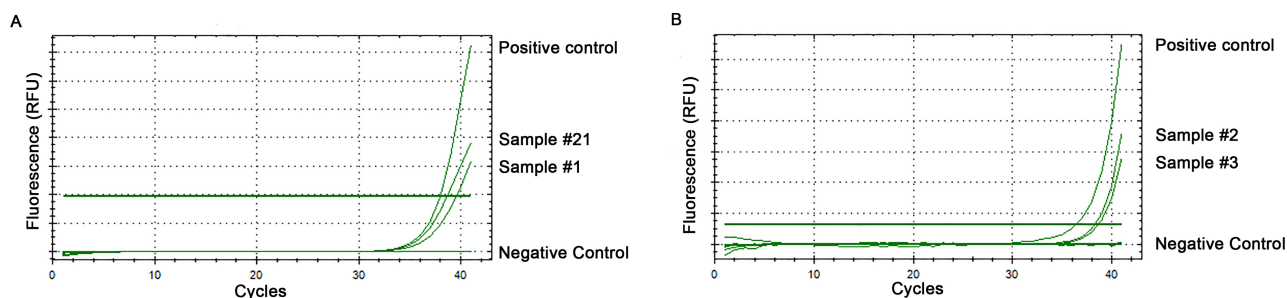 A
Fluorescence (RFU)
Positive control
Sample #21
Sample #1
Negative Control
0 10 20 30 40
Cycles
B
Fluorescence (RFU)
Positive control
Sample #2
Sample #3
Negative Control
0 10 20 30 40
Cycles